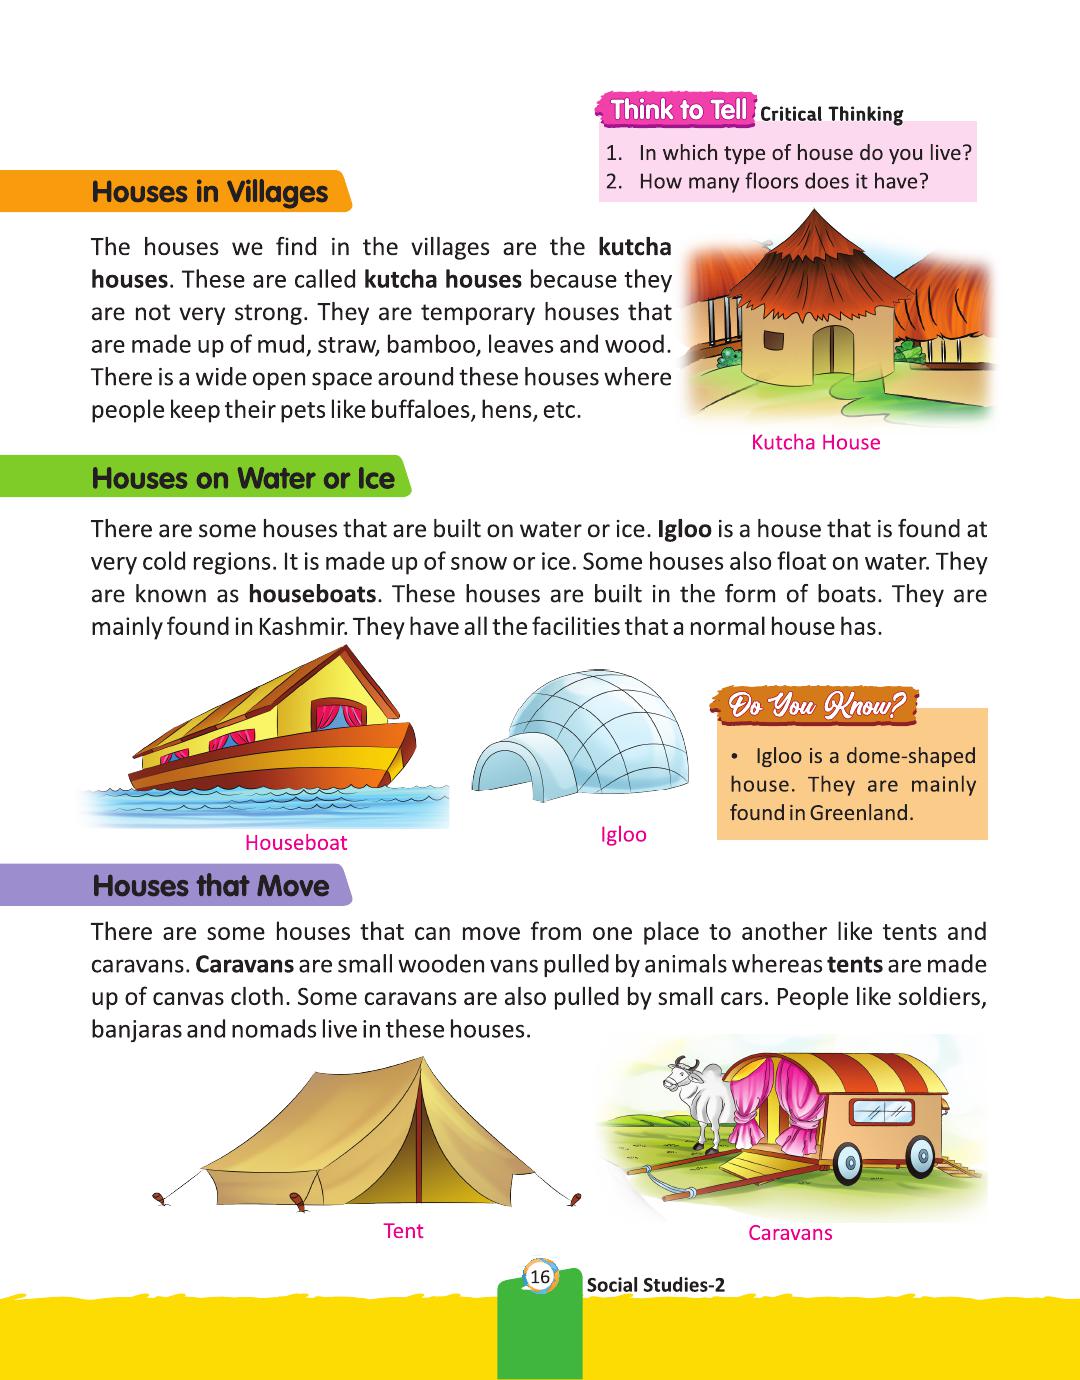 Think to Tell Critical Thinking
1. In which type of house do you live?
2. How many floors does it have?
Houses in Villages
The houses we find in the villages are the kutcha
houses. These are called kutcha houses because they
are not very strong. They are temporary houses that
are made up of mud, straw, bamboo, leaves and wood.
There is a wide open space around these houses where
people keep their pets like buffaloes, hens, etc.
Kutcha House
Houses on Water or Ice
There are some houses that are built on water or ice. Igloo is a house that is found at
very cold regions. It is made up of snow or ice. Some houses also float on water. They
are known as houseboats. These houses are built in the form of boats. They are
mainly found in Kashmir. They have all the facilities that a normal house has.
Houseboat
Igloo
Do You Know?
• Igloo is a dome-shaped
house. They are mainly
found in Greenland.
Houses that Move
There are some houses that can move from one place to another like tents and
caravans. Caravans are small wooden vans pulled by animals whereas tents are made
up of canvas cloth. Some caravans are also pulled by small cars. People like soldiers,
banjaras and nomads live in these houses.
Tent
Caravans
16
Social Studies-2